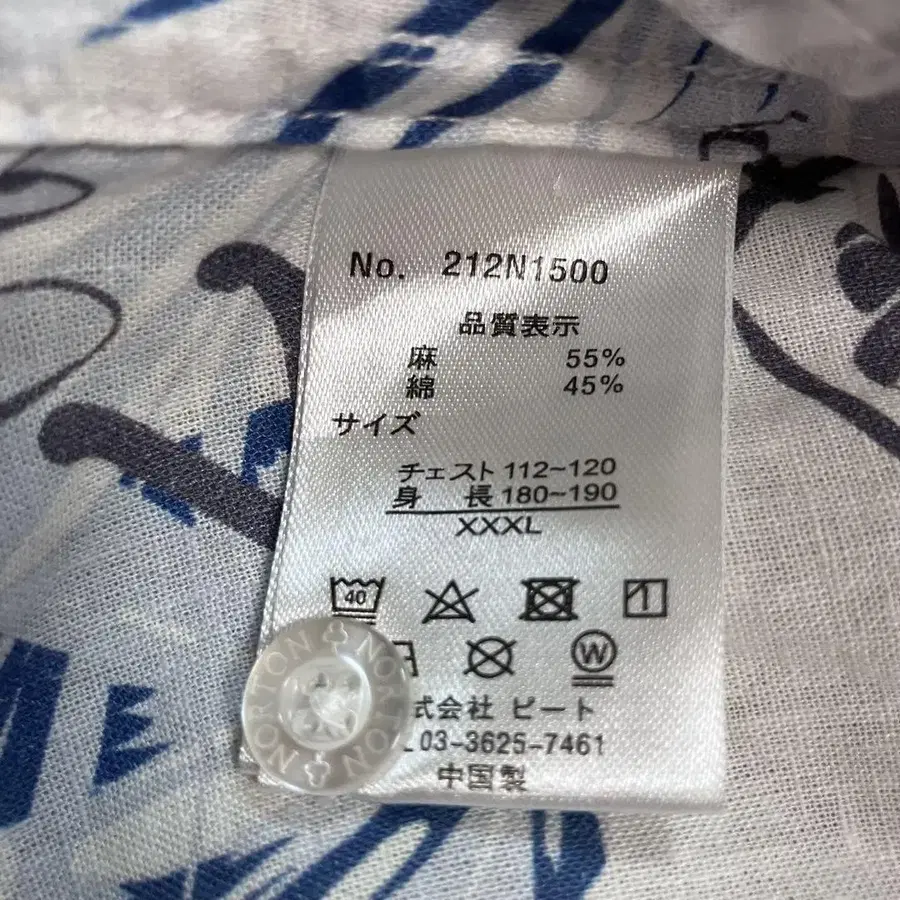 No. 212N1500
品質表示
麻 55%
綿 45%
サイズ
チェスト 112~120
身 長 180~190
XXXL
40
W
NORTON NORTON
式会社 ピート
03-3625-7461
中国製